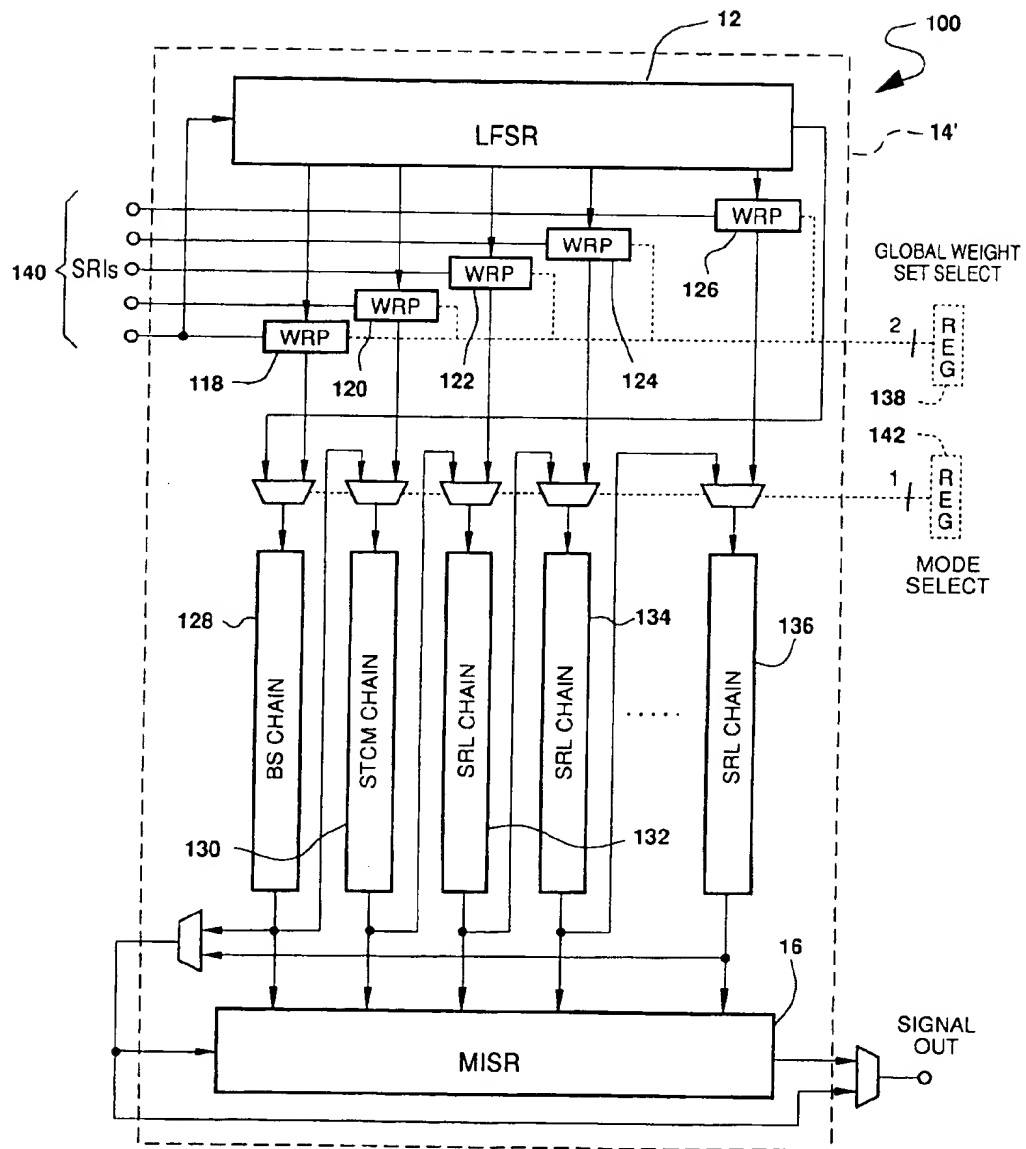 12
100
LFSR
14'
WRP
WRP
140
SRIs
WRP
126
GLOBAL WEIGHT
SET SELECT
WRP
WRP
2
REG
118
120
122
124
138
142
1
REG
MODE
SELECT
128
134
136
BS CHAIN
STCM CHAIN
SRL CHAIN
SRL CHAIN
.....
SRL CHAIN
130
132
16
SIGNAL
OUT
MISR